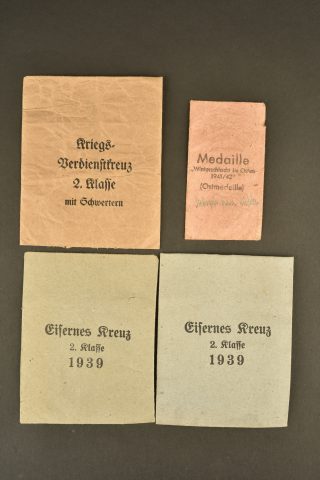 Kriegs-
Verdienstkreuz
2. Klasse
mit Schwertern
Medaille
"Winterschlacht im Osten
1941/42"
(Ostmedaille)
Eisernes Kreuz
2. Klasse
1939
Eisernes Kreuz
2. Klasse
1939